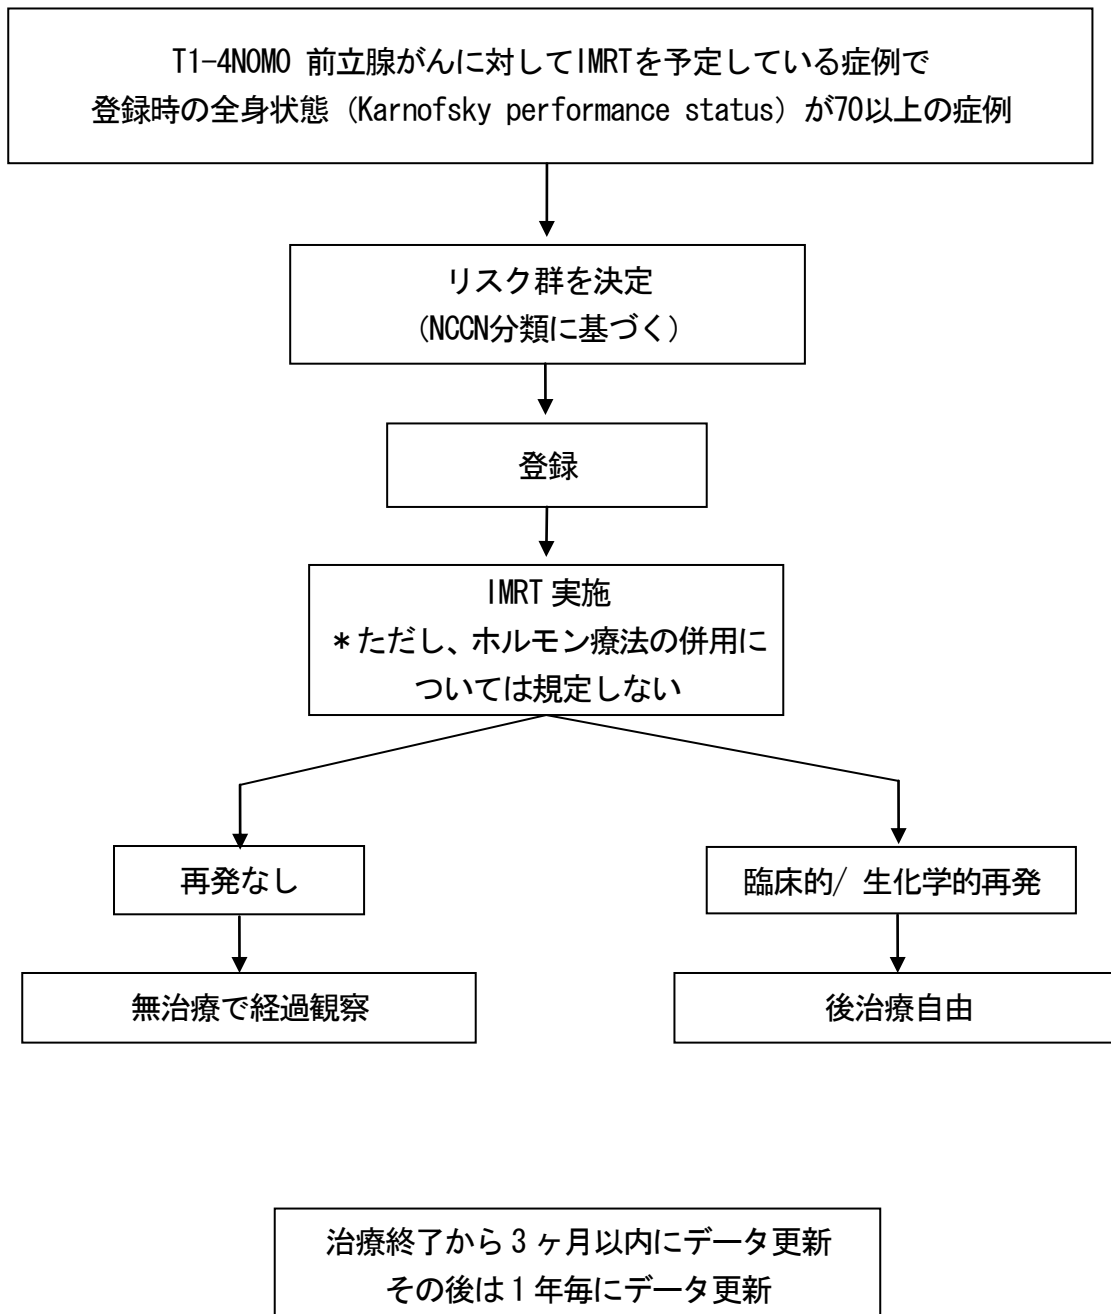 T1-4N0M0 前立腺がんに対してIMRTを予定している症例で
登録時の全身状態（Karnofsky performance status）が70以上の症例
リスク群を決定
（NCCN分類に基づく）
登録
IMRT 実施
＊ただし、ホルモン療法の併用に
ついては規定しない
再発なし
臨床的/ 生化学的再発
無治療で経過観察
後治療自由
治療終了から 3 ヶ月以内にデータ更新
その後は 1 年毎にデータ更新